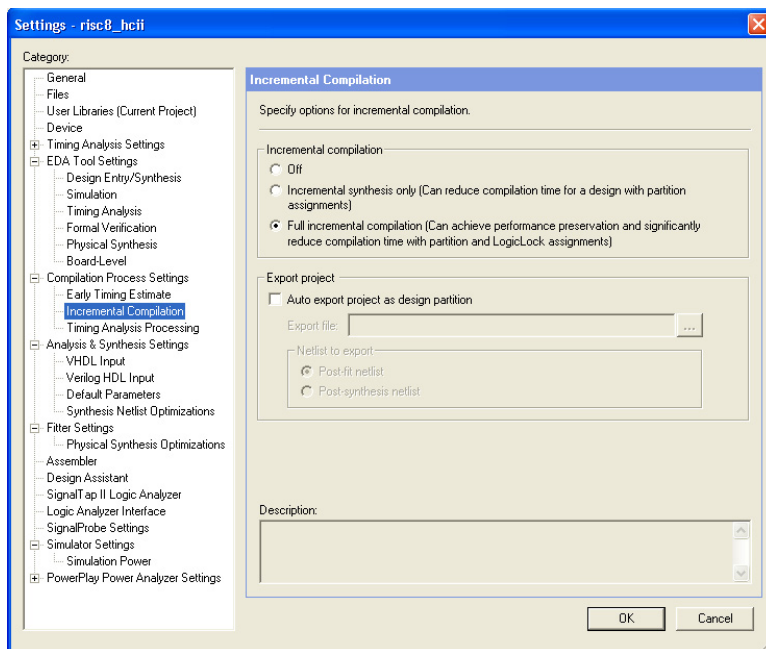 Settings - risc8_hcii
Category:
General
Files
User Libraries (Current Project)
Device
Timing Analysis Settings
EDA Tool Settings
Design Entry/Synthesis
Simulation
Timing Analysis
Formal Verification
Physical Synthesis
Board-Level
Compilation Process Settings
Early Timing Estimate
Incremental Compilation
Timing Analysis Processing
Analysis & Synthesis Settings
VHDL Input
Verilog HDL Input
Default Parameters
Synthesis Netlist Optimizations
Fitter Settings
Physical Synthesis Optimizations
Assembler
Design Assistant
SignalTap II Logic Analyzer
Logic Analyzer Interface
SignalProbe Settings
Simulator Settings
Simulation Power
PowerPlay Power Analyzer Settings
Incremental Compilation
Specify options for incremental compilation.
Incremental compilation
Off
Incremental synthesis only (Can reduce compilation time for a design with partition
assignments)
Full incremental compilation (Can achieve performance preservation and significantly
reduce compilation time with partition and LogicLock assignments)
Export project
Auto export project as design partition
Export file:
...
Netlist to export
Post-fit netlist
Post-synthesis netlist
Description:
OK
Cancel